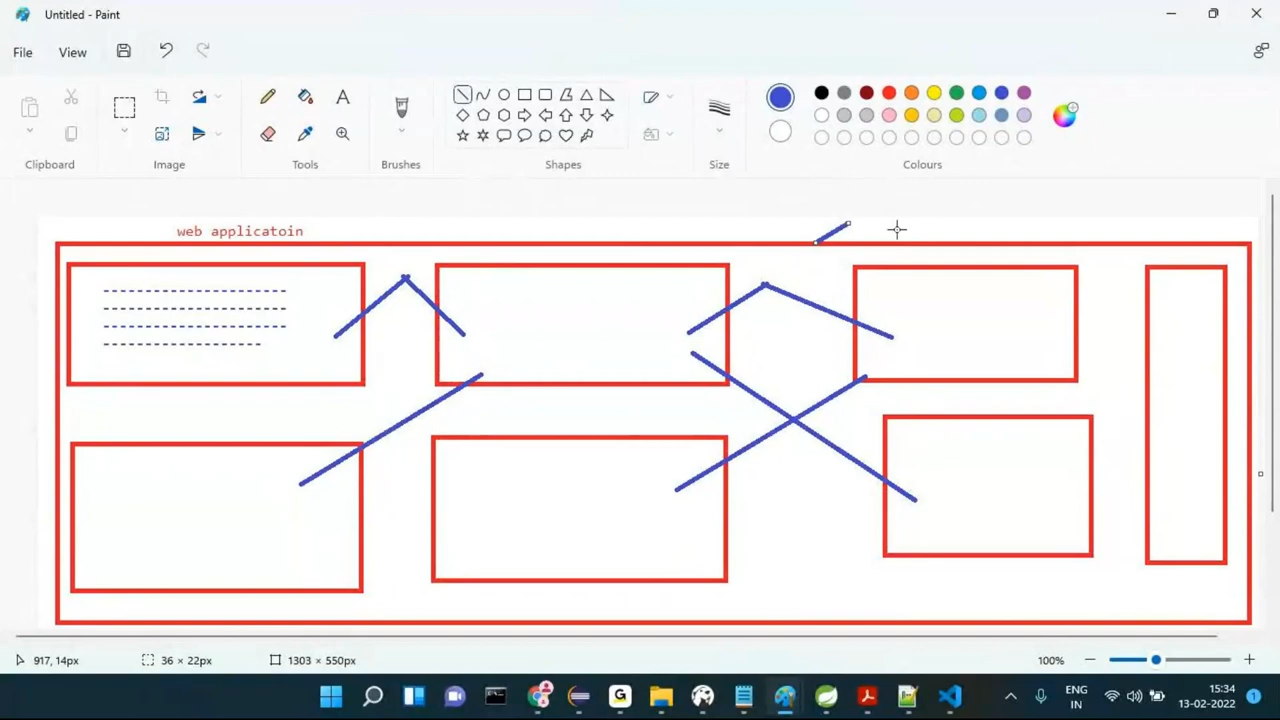 Untitled - Paint
File View
Clipboard Image Tools Brushes Shapes Size Colours
web applicatoin
917, 14px 36 × 22px 1303 × 550px 100%
ENG
IN
15:34
13-02-2022
1